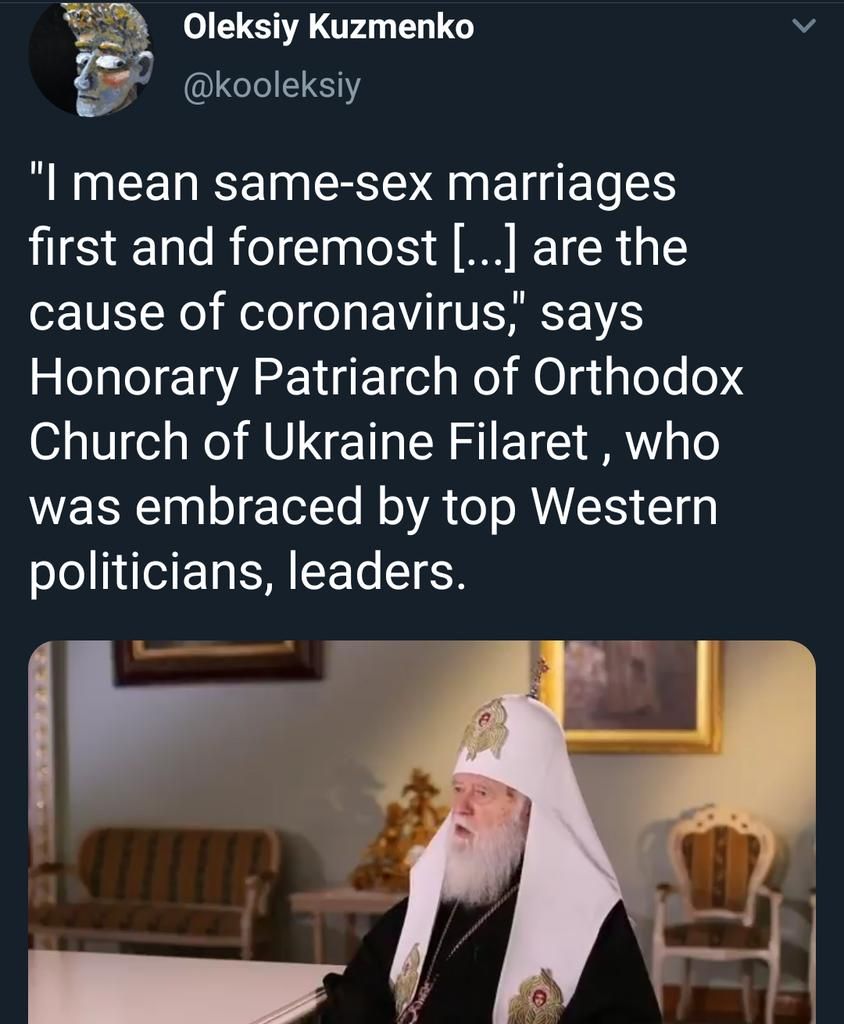 Oleksiy Kuzmenko
@kooleksiy
"I mean same-sex marriages
first and foremost [...] are the
cause of coronavirus," says
Honorary Patriarch of Orthodox
Church of Ukraine Filaret , who
was embraced by top Western
politicians, leaders.